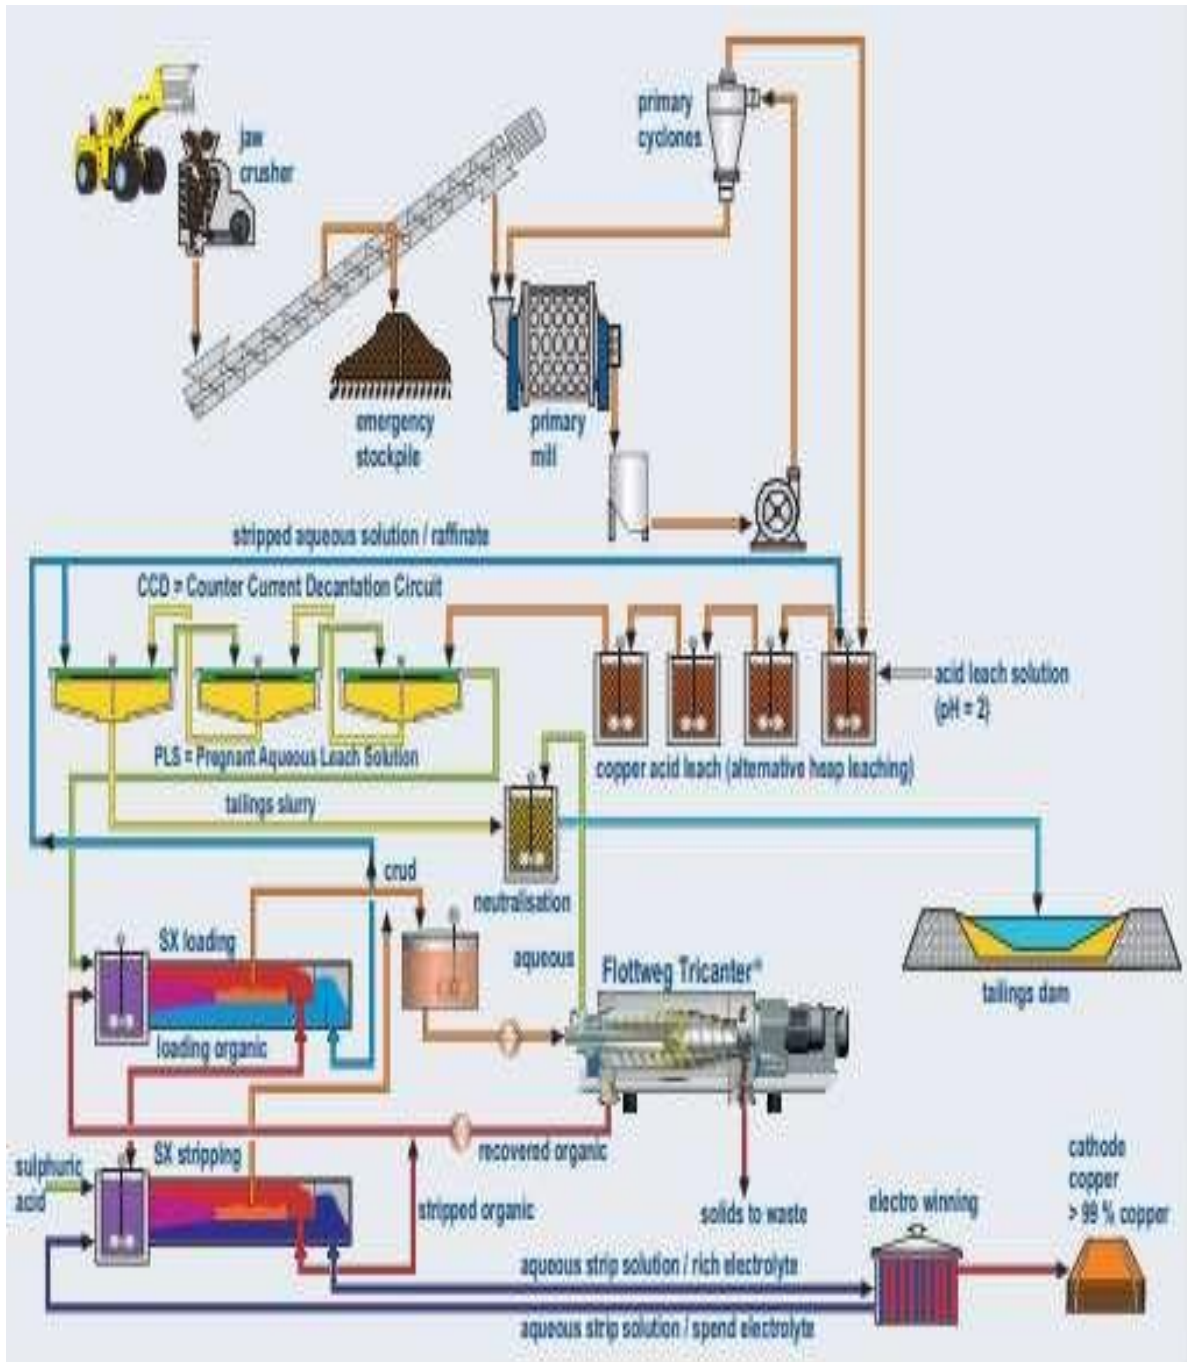 jaw
crusher
primary
cyclones
emergency
stockpile
primary
mill
stripped aqueous solution / raffinate
CCD = Counter Current Decantation Circuit
acid leach solution
(pH = 2)
PLS = Pregnant Aqueous Leach Solution
copper acid leach (alternative heap leaching)
tailings slurry
crud
neutralisation
SX loading
aqueous
Flottweg Tricanter®
tailings dam
loading organic
recovered organic
SX stripping
sulphuric
acid
stripped organic
solids to waste
electro winning
cathode
copper
> 99 % copper
aqueous strip solution / rich electrolyte
aqueous strip solution / spend electrolyte